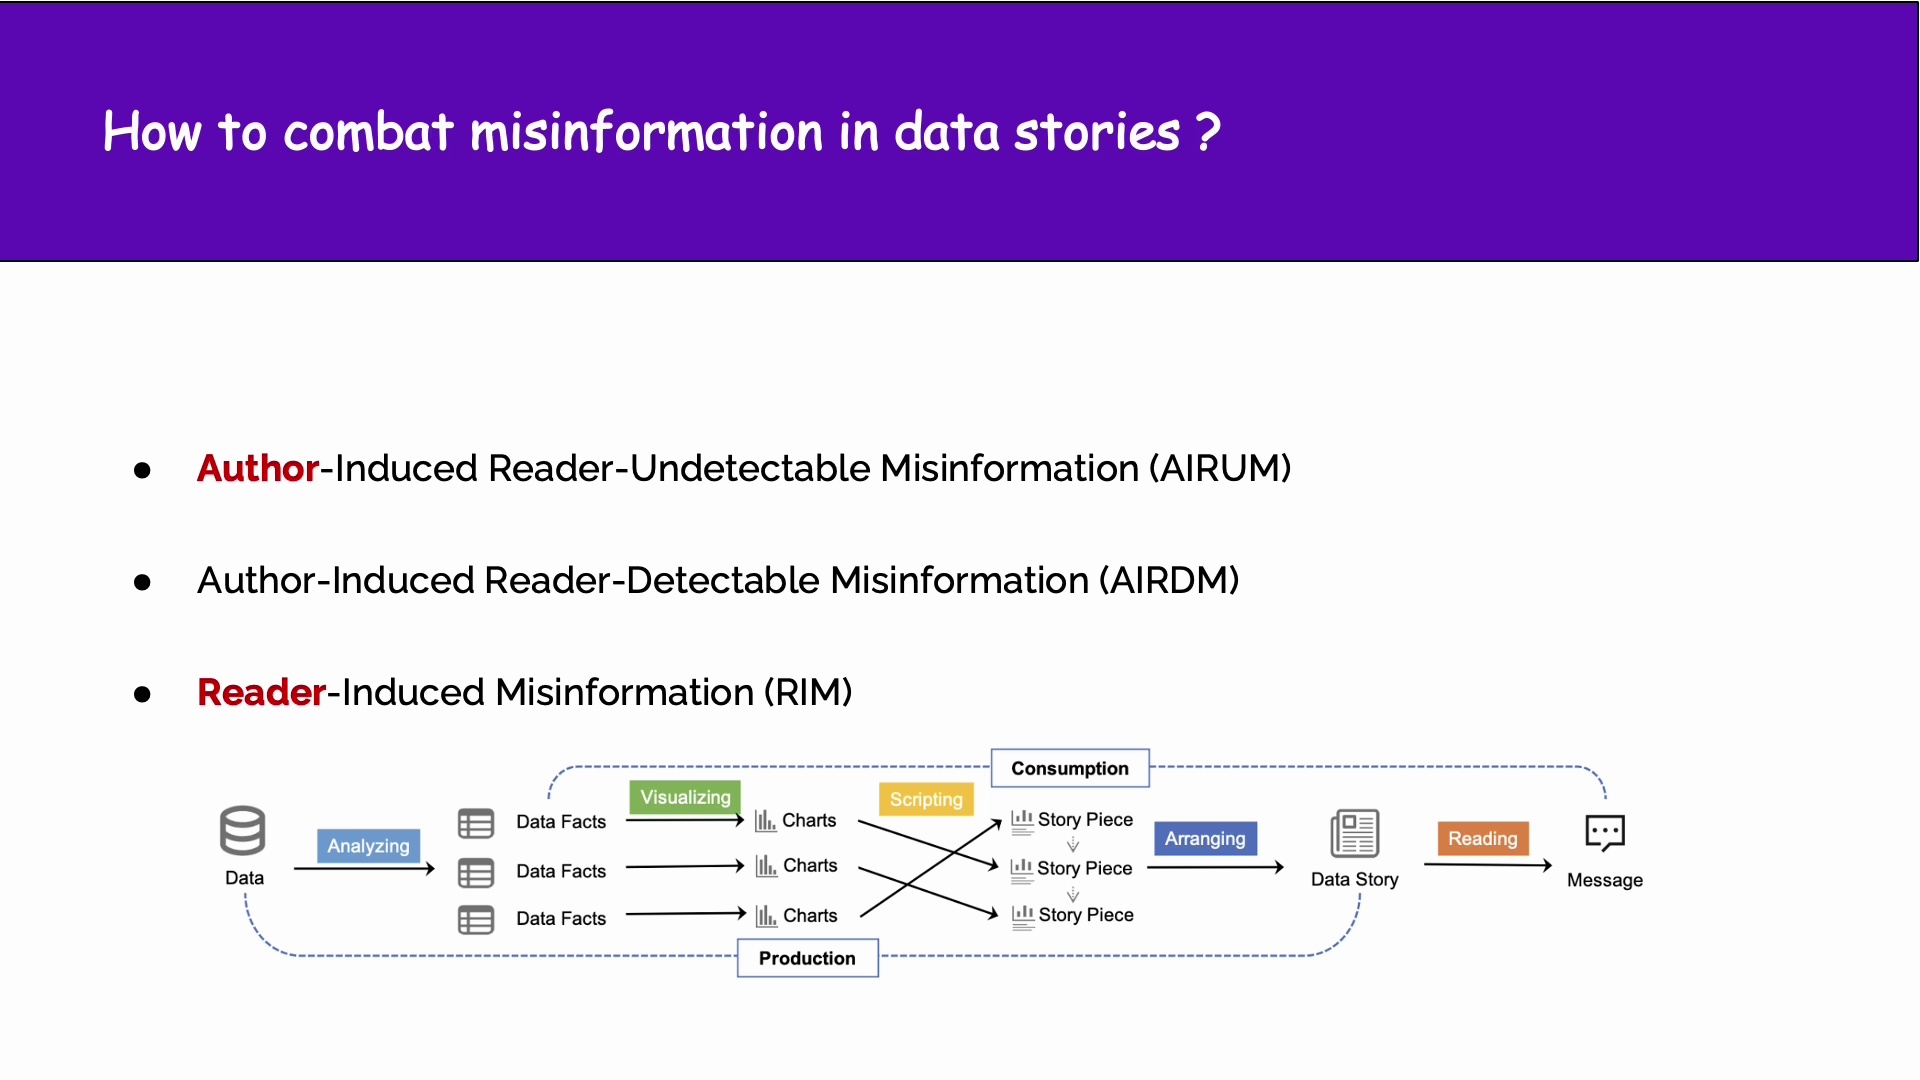 How to combat misinformation in data stories ?
● Author-Induced Reader-Undetectable Misinformation (AIRUM)
● Author-Induced Reader-Detectable Misinformation (AIRDM)
● Reader-Induced Misinformation (RIM)
Consumption
Visualizing
Scripting
Data Facts
Charts
Story Piece
Analyzing
Arranging
Reading
Data
Data Facts
Charts
Story Piece
Data Story
Message
Data Facts
Charts
Story Piece
Production